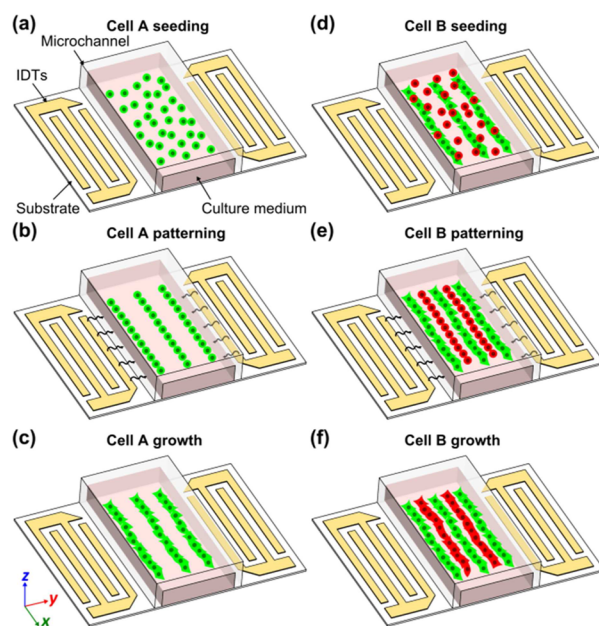 (a) Cell A seeding
Microchannel
IDTs
Substrate
Culture medium
(b) Cell A patterning
(c) Cell A growth
z
y
x
(d) Cell B seeding
(e) Cell B patterning
(f) Cell B growth